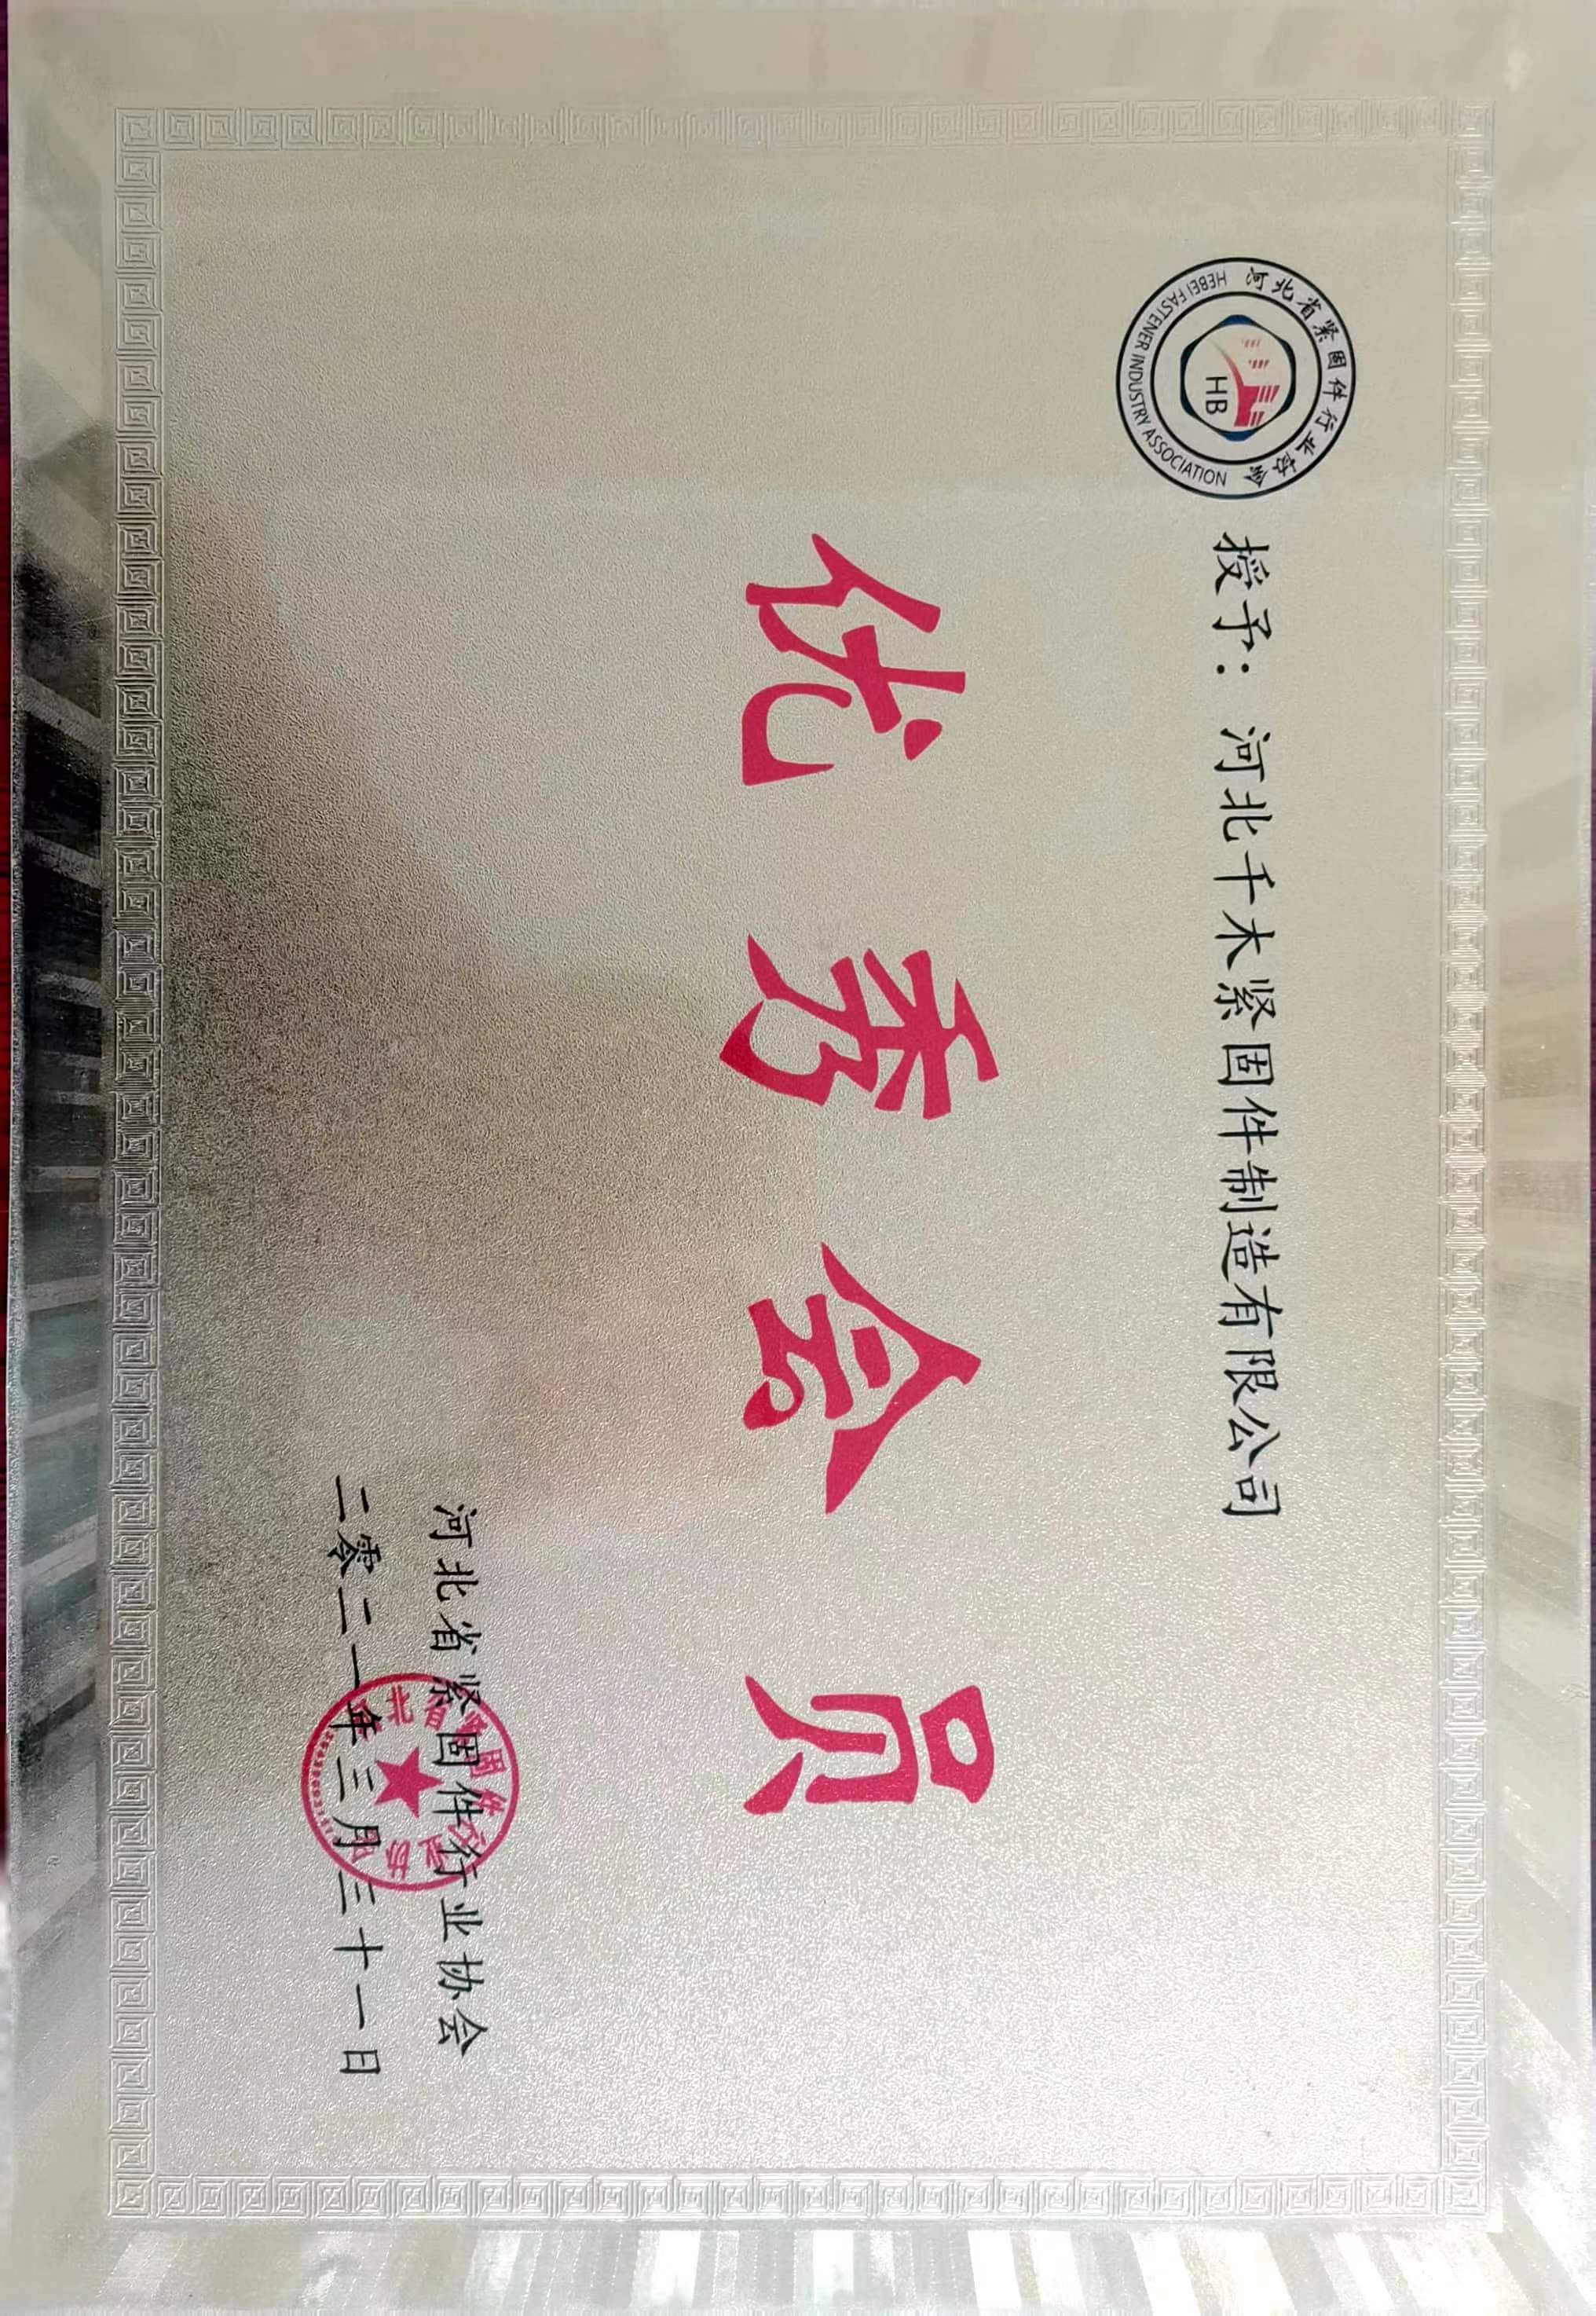 河北省紧固件行业协会
HEBEI FASTENER INDUSTRY ASSOCIATION
HB
授予：河北千木紧固件制造有限公司
优秀会员
河北省紧固件行业协会
二零二一年三月三十一日